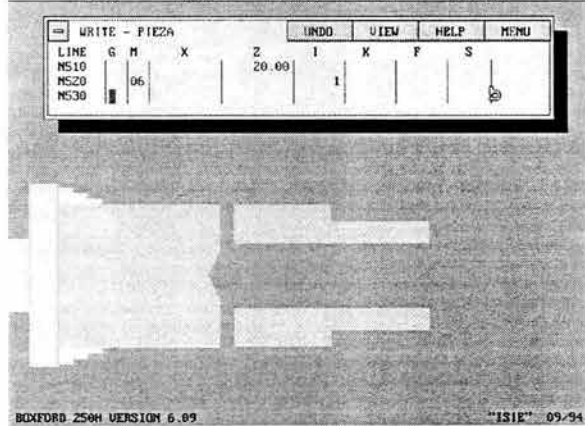 WRITE - PIEZA UNDO VIEW HELP MENU
LINE G M X Z I K F S
N510 20.00
N520 06 1
N530
BOXFORD 250H VERSION 6.09 "ISIE" 09/94